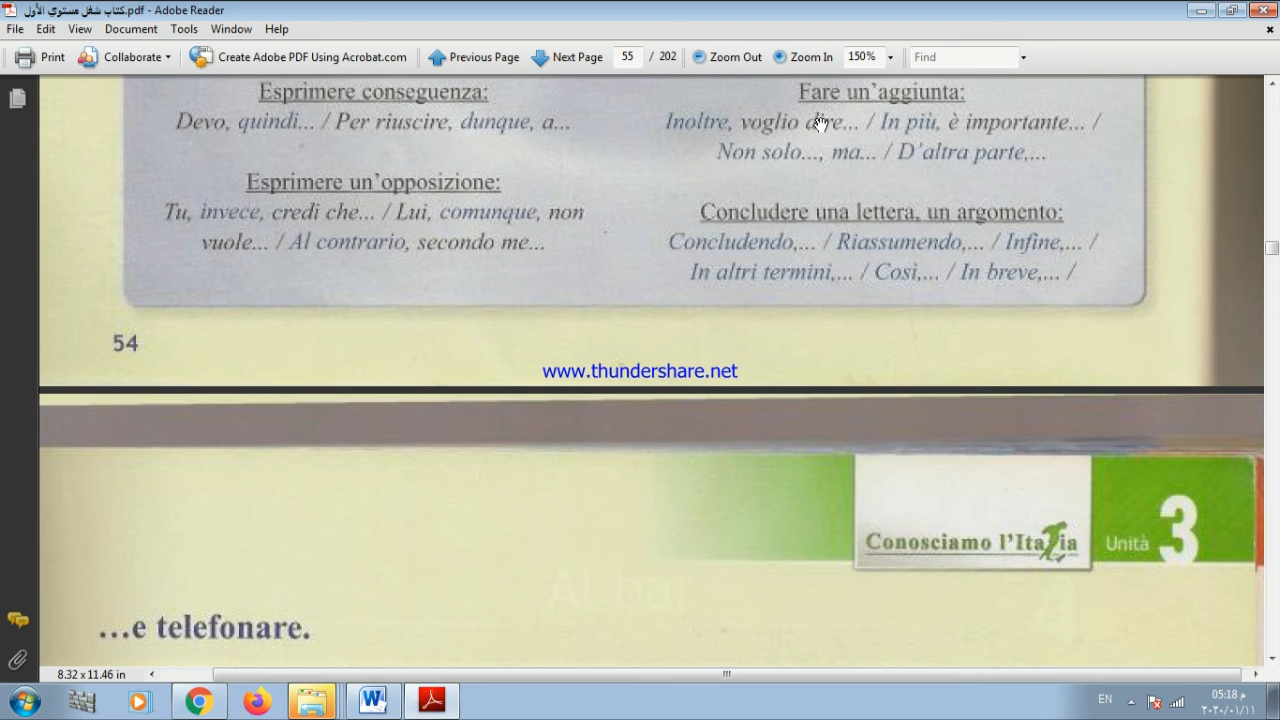 كتاب شغل مستوي الأول.pdf - Adobe Reader
File Edit View Document Tools Window Help
Print Collaborate Create Adobe PDF Using Acrobat.com Previous Page Next Page 55 / 202 Zoom Out Zoom In 150% Find
Esprimere conseguenza:
Devo, quindi... / Per riuscire, dunque, a...
Esprimere un'opposizione:
Tu, invece, credi che... / Lui, comunque, non
vuole... / Al contrario, secondo me...
Fare un'aggiunta:
Inoltre, voglio dire... / In più, è importante... /
Non solo..., ma... / D'altra parte,...
Concludere una lettera, un argomento:
Concludendo,... / Riassumendo,... / Infine,... /
In altri termini,... / Così,... / In breve,... /
54
www.thundershare.net
Conosciamo l'Italia
Unità 3
...e telefonare.
8.32 x 11.46 in
EN
05:18 م
٢٠٢٠/٠١/١١